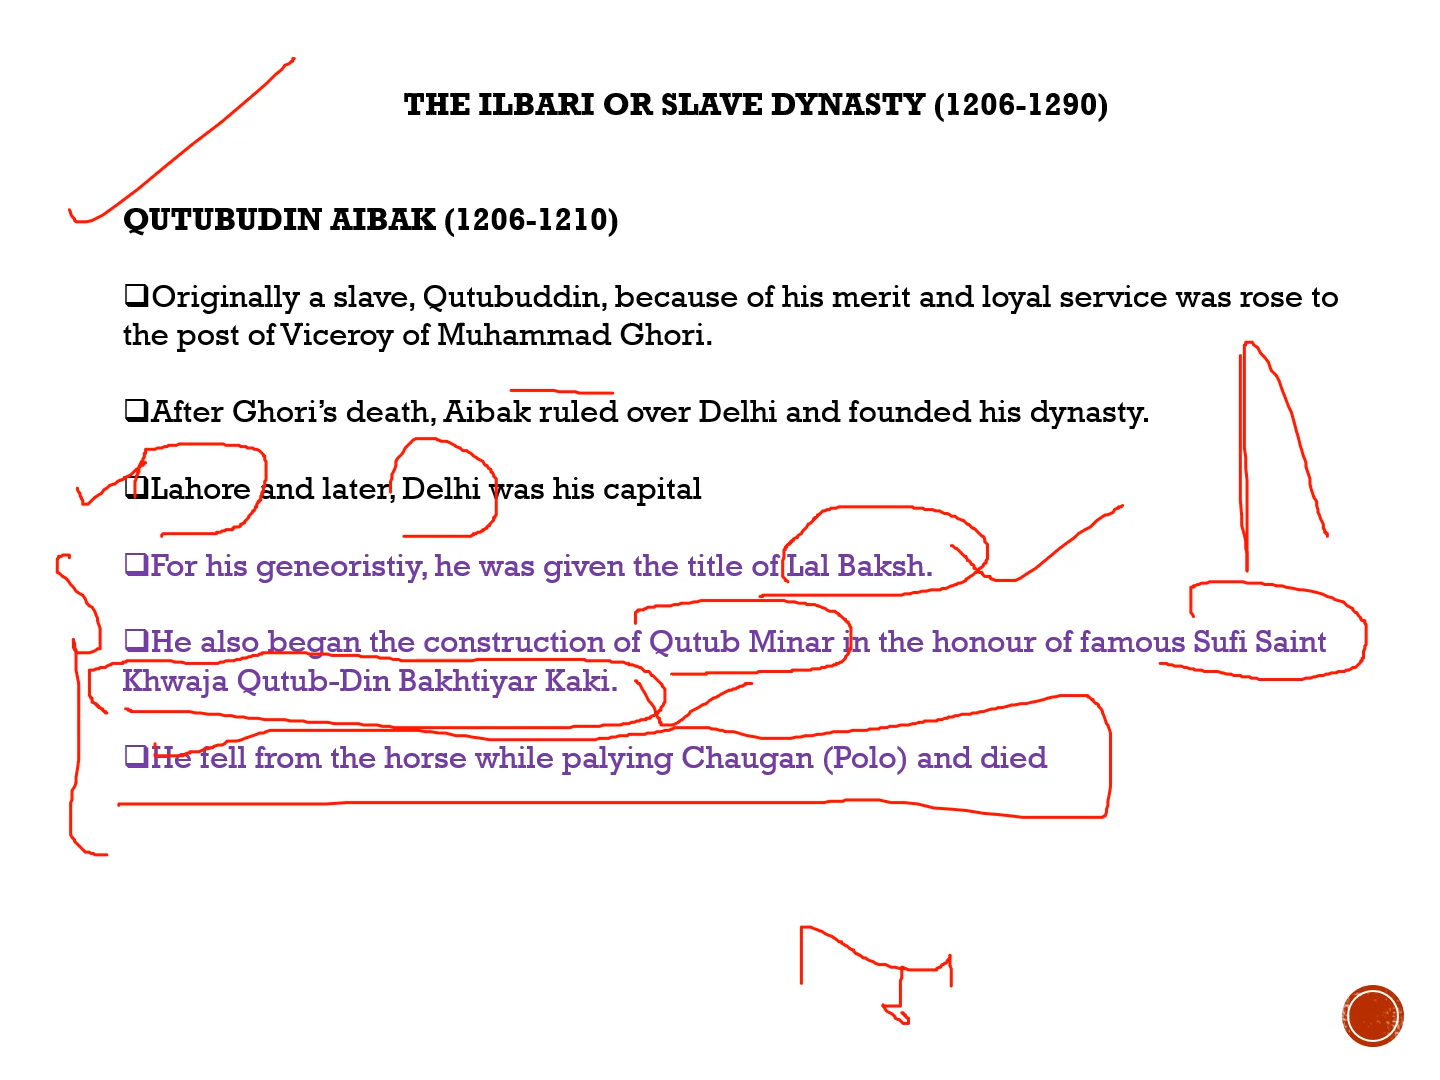 THE ILBARI OR SLAVE DYNASTY (1206-1290)
QUTUBUDIN AIBAK (1206-1210)
❑Originally a slave, Qutubuddin, because of his merit and loyal service was rose to
the post of Viceroy of Muhammad Ghori.
❑After Ghori’s death, Aibak ruled over Delhi and founded his dynasty.
❑Lahore and later, Delhi was his capital
❑For his geneoristiy, he was given the title of Lal Baksh.
❑He also began the construction of Qutub Minar in the honour of famous Sufi Saint
Khwaja Qutub-Din Bakhtiyar Kaki.
❑He fell from the horse while palying Chaugan (Polo) and died